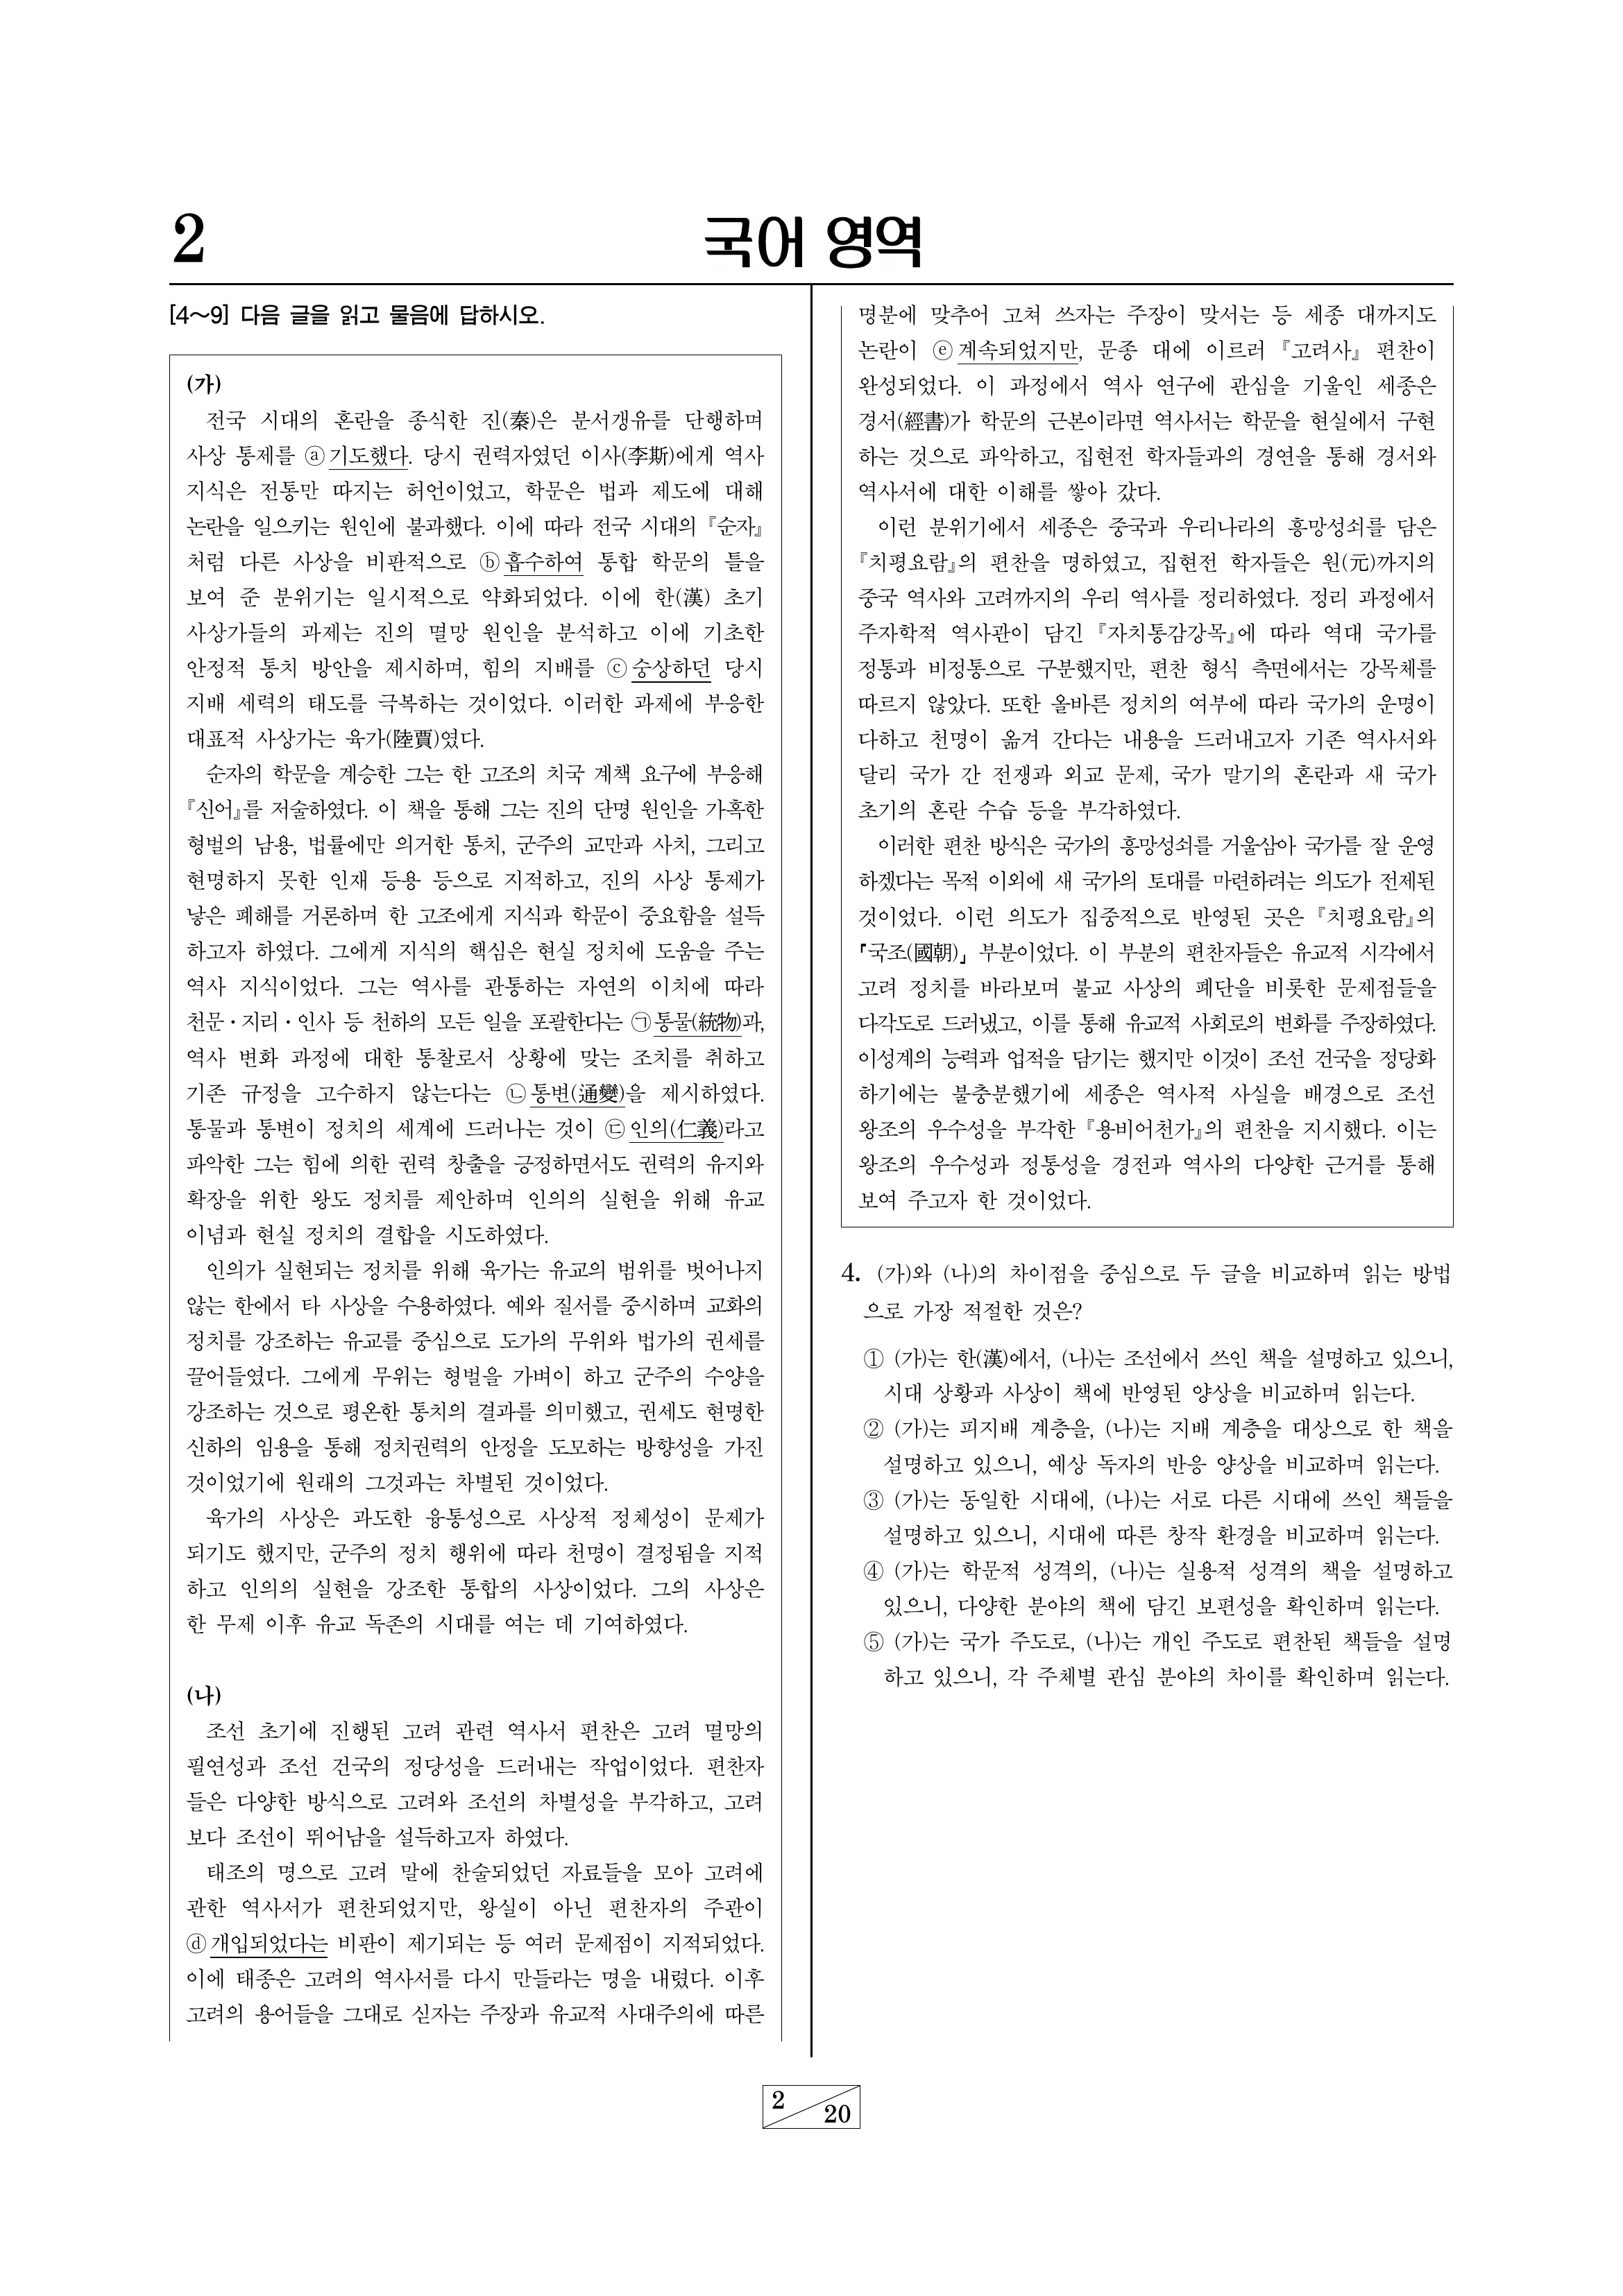 2
국어 영역
[4～9] 다음 글을 읽고 물음에 답하시오.
(가)
전국 시대의 혼란을 종식한 진(秦)은 분서갱유를 단행하며
사상 통제를 ⓐ기도했다. 당시 권력자였던 이사(李斯)에게 역사
지식은 전통만 따지는 허언이었고, 학문은 법과 제도에 대해
논란을 일으키는 원인에 불과했다. 이에 따라 전국 시대의 『순자』
처럼 다른 사상을 비판적으로 ⓑ흡수하여 통합 학문의 틀을
보여 준 분위기는 일시적으로 약화되었다. 이에 한(漢) 초기
사상가들의 과제는 진의 멸망 원인을 분석하고 이에 기초한
안정적 통치 방안을 제시하며, 힘의 지배를 ⓒ숭상하던 당시
지배 세력의 태도를 극복하는 것이었다. 이러한 과제에 부응한
대표적 사상가는 육가(陸賈)였다.
순자의 학문을 계승한 그는 한 고조의 치국 계책 요구에 부응해
『신어』를 저술하였다. 이 책을 통해 그는 진의 단명 원인을 가혹한
형벌의 남용, 법률에만 의거한 통치, 군주의 교만과 사치, 그리고
현명하지 못한 인재 등용 등으로 지적하고, 진의 사상 통제가
낳은 폐해를 거론하며 한 고조에게 지식과 학문이 중요함을 설득
하고자 하였다. 그에게 지식의 핵심은 현실 정치에 도움을 주는
역사 지식이었다. 그는 역사를 관통하는 자연의 이치에 따라
천문·지리·인사 등 천하의 모든 일을 포괄한다는 ㉠통물(統物)과,
역사 변화 과정에 대한 통찰로서 상황에 맞는 조치를 취하고
기존 규정을 고수하지 않는다는 ㉡통변(通變)을 제시하였다.
통물과 통변이 정치의 세계에 드러나는 것이 ㉢인의(仁義)라고
파악한 그는 힘에 의한 권력 창출을 긍정하면서도 권력의 유지와
확장을 위한 왕도 정치를 제안하며 인의의 실현을 위해 유교
이념과 현실 정치의 결합을 시도하였다.
인의가 실현되는 정치를 위해 육가는 유교의 범위를 벗어나지
않는 한에서 타 사상을 수용하였다. 예와 질서를 중시하며 교화의
정치를 강조하는 유교를 중심으로 도가의 무위와 법가의 권세를
끌어들였다. 그에게 무위는 형벌을 가벼이 하고 군주의 수양을
강조하는 것으로 평온한 통치의 결과를 의미했고, 권세도 현명한
신하의 임용을 통해 정치권력의 안정을 도모하는 방향성을 가진
것이었기에 원래의 그것과는 차별된 것이었다.
육가의 사상은 과도한 융통성으로 사상적 정체성이 문제가
되기도 했지만, 군주의 정치 행위에 따라 천명이 결정됨을 지적
하고 인의의 실현을 강조한 통합의 사상이었다. 그의 사상은
한 무제 이후 유교 독존의 시대를 여는 데 기여하였다.
(나)
조선 초기에 진행된 고려 관련 역사서 편찬은 고려 멸망의
필연성과 조선 건국의 정당성을 드러내는 작업이었다. 편찬자
들은 다양한 방식으로 고려와 조선의 차별성을 부각하고, 고려
보다 조선이 뛰어남을 설득하고자 하였다.
태조의 명으로 고려 말에 찬술되었던 자료들을 모아 고려에
관한 역사서가 편찬되었지만, 왕실이 아닌 편찬자의 주관이
ⓓ개입되었다는 비판이 제기되는 등 여러 문제점이 지적되었다.
이에 태종은 고려의 역사서를 다시 만들라는 명을 내렸다. 이후
고려의 용어들을 그대로 싣자는 주장과 유교적 사대주의에 따른
명분에 맞추어 고쳐 쓰자는 주장이 맞서는 등 세종 대까지도
논란이 ⓔ계속되었지만, 문종 대에 이르러 『고려사』 편찬이
완성되었다. 이 과정에서 역사 연구에 관심을 기울인 세종은
경서(經書)가 학문의 근본이라면 역사서는 학문을 현실에서 구현
하는 것으로 파악하고, 집현전 학자들과의 경연을 통해 경서와
역사서에 대한 이해를 쌓아 갔다.
이런 분위기에서 세종은 중국과 우리나라의 흥망성쇠를 담은
『치평요람』의 편찬을 명하였고, 집현전 학자들은 원(元)까지의
중국 역사와 고려까지의 우리 역사를 정리하였다. 정리 과정에서
주자학적 역사관이 담긴 『자치통감강목』에 따라 역대 국가를
정통과 비정통으로 구분했지만, 편찬 형식 측면에서는 강목체를
따르지 않았다. 또한 올바른 정치의 여부에 따라 국가의 운명이
다하고 천명이 옮겨 간다는 내용을 드러내고자 기존 역사서와
달리 국가 간 전쟁과 외교 문제, 국가 말기의 혼란과 새 국가
초기의 혼란 수습 등을 부각하였다.
이러한 편찬 방식은 국가의 흥망성쇠를 거울삼아 국가를 잘 운영
하겠다는 목적 이외에 새 국가의 토대를 마련하려는 의도가 전제된
것이었다. 이런 의도가 집중적으로 반영된 곳은 『치평요람』의
「국조(國朝)」 부분이었다. 이 부분의 편찬자들은 유교적 시각에서
고려 정치를 바라보며 불교 사상의 폐단을 비롯한 문제점들을
다각도로 드러냈고, 이를 통해 유교적 사회로의 변화를 주장하였다.
이성계의 능력과 업적을 담기는 했지만 이것이 조선 건국을 정당화
하기에는 불충분했기에 세종은 역사적 사실을 배경으로 조선
왕조의 우수성을 부각한 『용비어천가』의 편찬을 지시했다. 이는
왕조의 우수성과 정통성을 경전과 역사의 다양한 근거를 통해
보여 주고자 한 것이었다.
4. (가)와 (나)의 차이점을 중심으로 두 글을 비교하며 읽는 방법
으로 가장 적절한 것은?
① (가)는 한(漢)에서, (나)는 조선에서 쓰인 책을 설명하고 있으니,
시대 상황과 사상이 책에 반영된 양상을 비교하며 읽는다.
② (가)는 피지배 계층을, (나)는 지배 계층을 대상으로 한 책을
설명하고 있으니, 예상 독자의 반응 양상을 비교하며 읽는다.
③ (가)는 동일한 시대에, (나)는 서로 다른 시대에 쓰인 책들을
설명하고 있으니, 시대에 따른 창작 환경을 비교하며 읽는다.
④ (가)는 학문적 성격의, (나)는 실용적 성격의 책을 설명하고
있으니, 다양한 분야의 책에 담긴 보편성을 확인하며 읽는다.
⑤ (가)는 국가 주도로, (나)는 개인 주도로 편찬된 책들을 설명
하고 있으니, 각 주체별 관심 분야의 차이를 확인하며 읽는다.
2
20